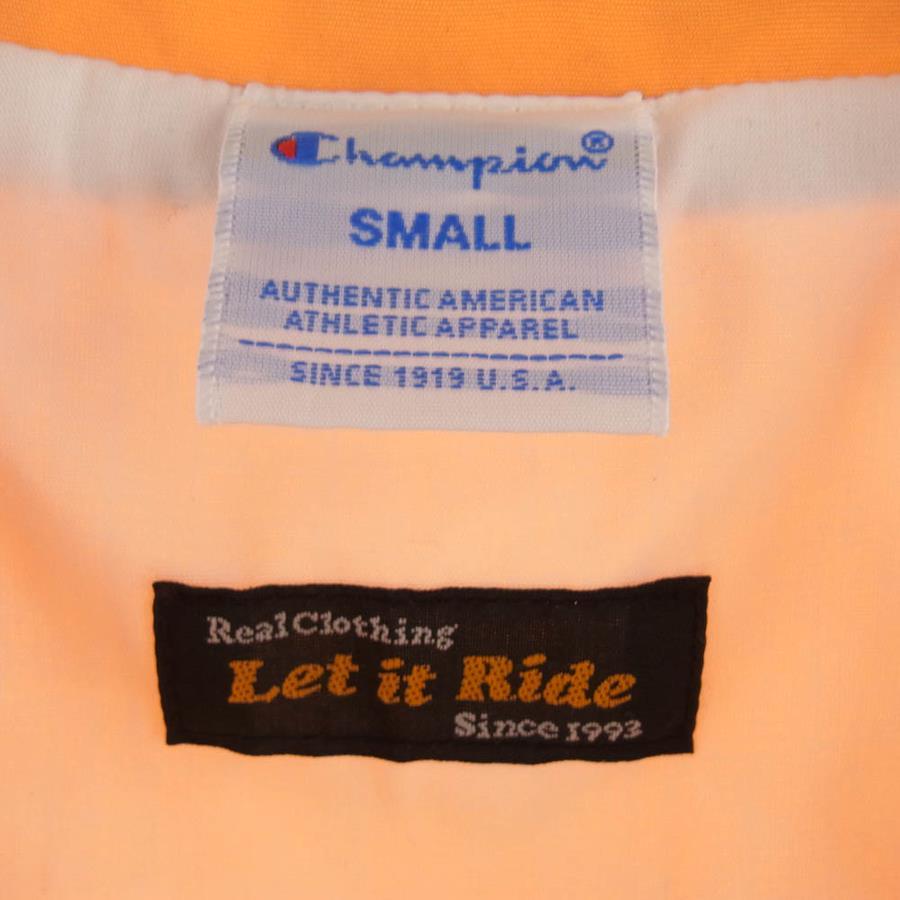 Champion®
SMALL
AUTHENTIC AMERICAN
ATHLETIC APPAREL
SINCE 1919 U.S.A.
Real Clothing
Let it Ride
Since 1993